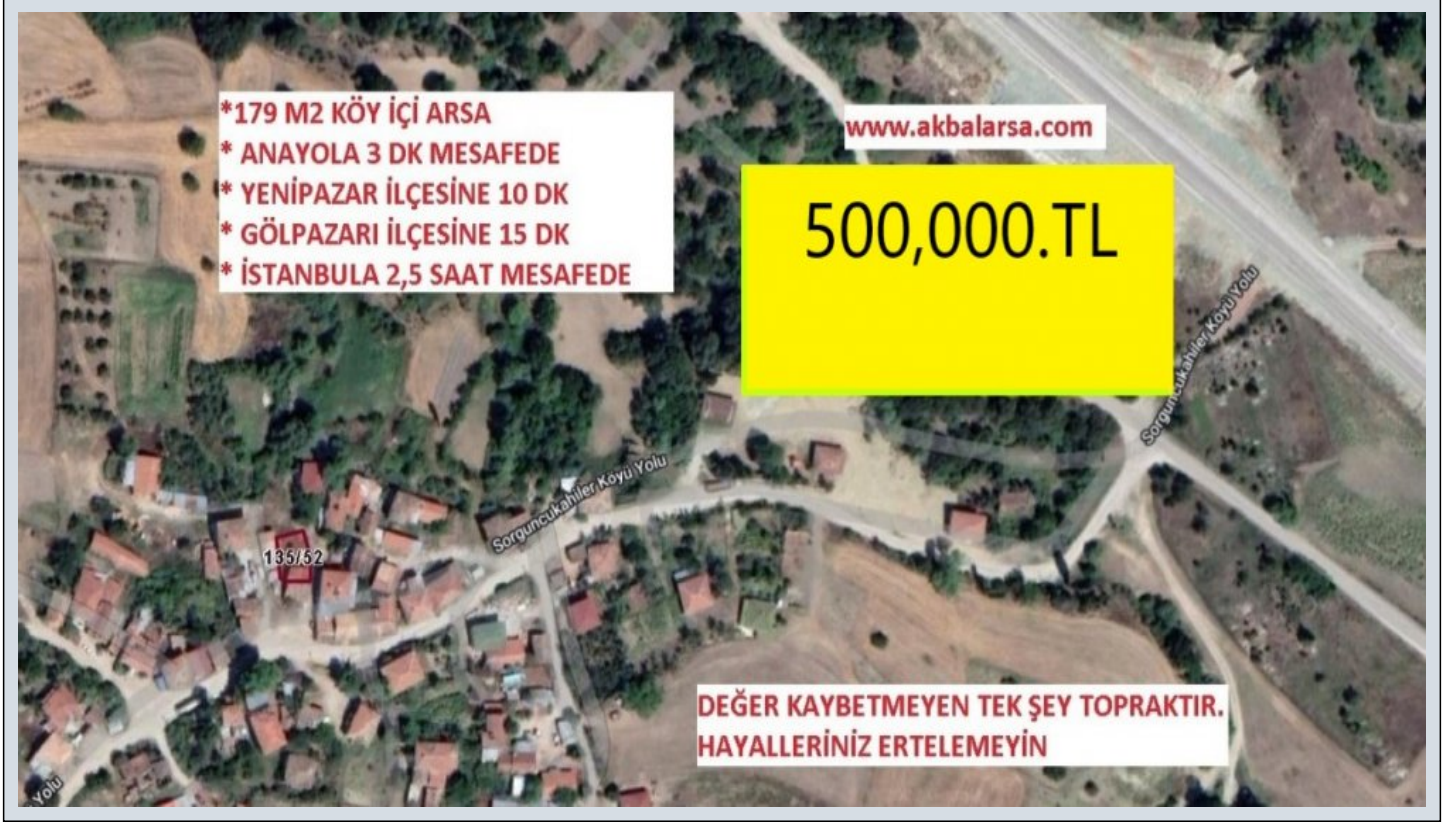 *179 M2 KÖY İÇİ ARSA
* ANAYOLA 3 DK MESAFEDE
* YENİPAZAR İLÇESİNE 10 DK
* GÖLPAZARI İLÇESİNE 15 DK
* İSTANBULA 2,5 SAAT MESAFEDE
www.akbalarsa.com
500,000.TL
Sorguncukahiler Köyü Yolu
Sorguncukahiler Köyü Yolu
135/52
DEĞER KAYBETMEYEN TEK ŞEY TOPRAKTIR.
HAYALLERİNİZ ERTELEMEYİN
Yolu